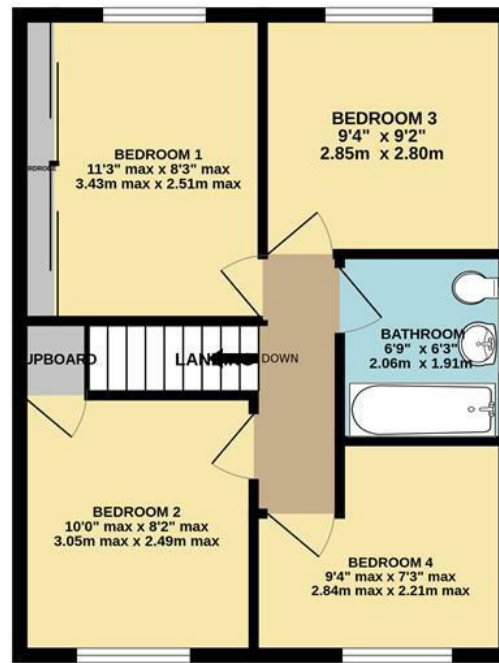 BEDROOM 1
11'3" max x 8'3" max
3.43m max x 2.51m max
BEDROOM 3
9'4" x 9'2"
2.85m x 2.80m
BATHROOM
6'9" x 6'3"
2.06m x 1.91m
UPBOARD
DOWN
BEDROOM 2
10'0" max x 8'2" max
3.05m max x 2.49m max
BEDROOM 4
9'4" max x 7'3" max
2.84m max x 2.21m max